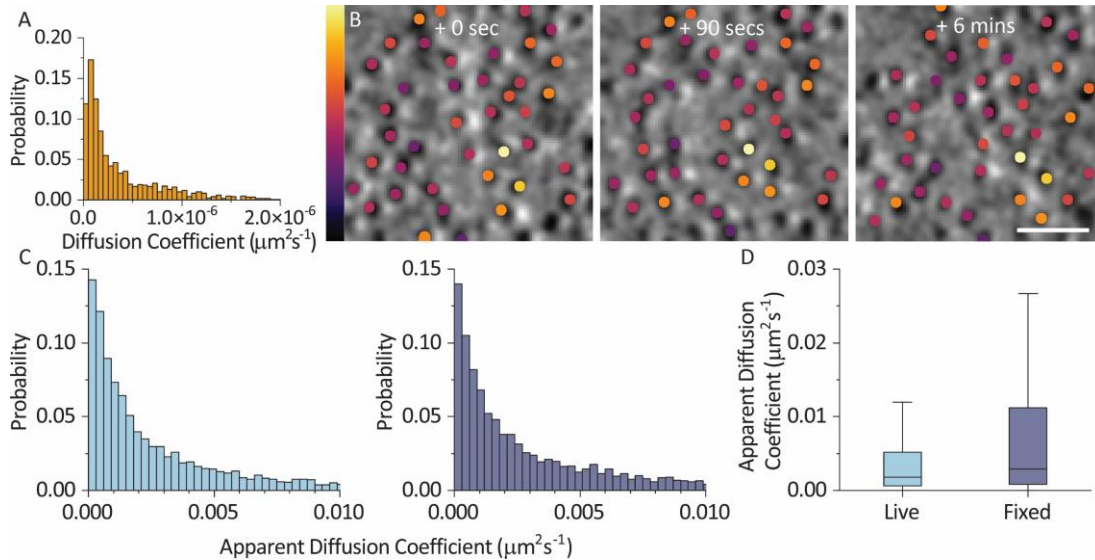 A
0.20
0.15
0.10
0.05
0.00
Probability
0.0
1.0×10⁻⁶
2.0×10⁻⁶
Diffusion Coefficient (μm²s⁻¹)
B
+ 0 sec
+ 90 secs
+ 6 mins
C
0.15
0.10
0.05
0.00
Probability
0.000
0.005
0.010
0.15
0.10
0.05
0.00
Probability
0.000
0.005
0.010
Apparent Diffusion Coefficient (μm²s⁻¹)
D
0.03
0.02
0.01
0.00
Apparent Diffusion
Coefficient (μm²s⁻¹)
Live
Fixed